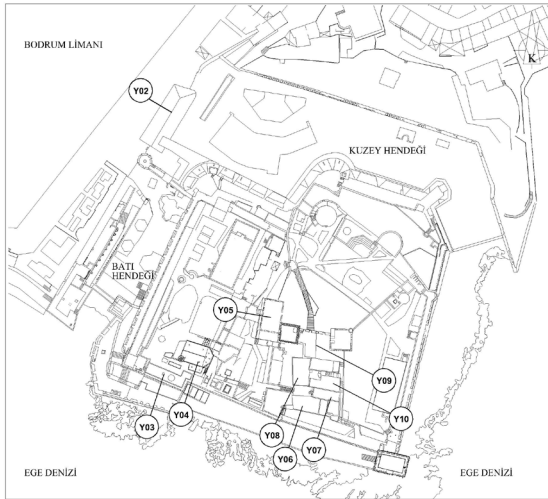 BODRUM LİMANI
K
Y02
KUZEY HENDEĞİ
BATI
HENDEĞİ
Y05
Y09
Y04
Y10
Y03
Y08
Y07
Y06
EGE DENİZİ
EGE DENİZİ